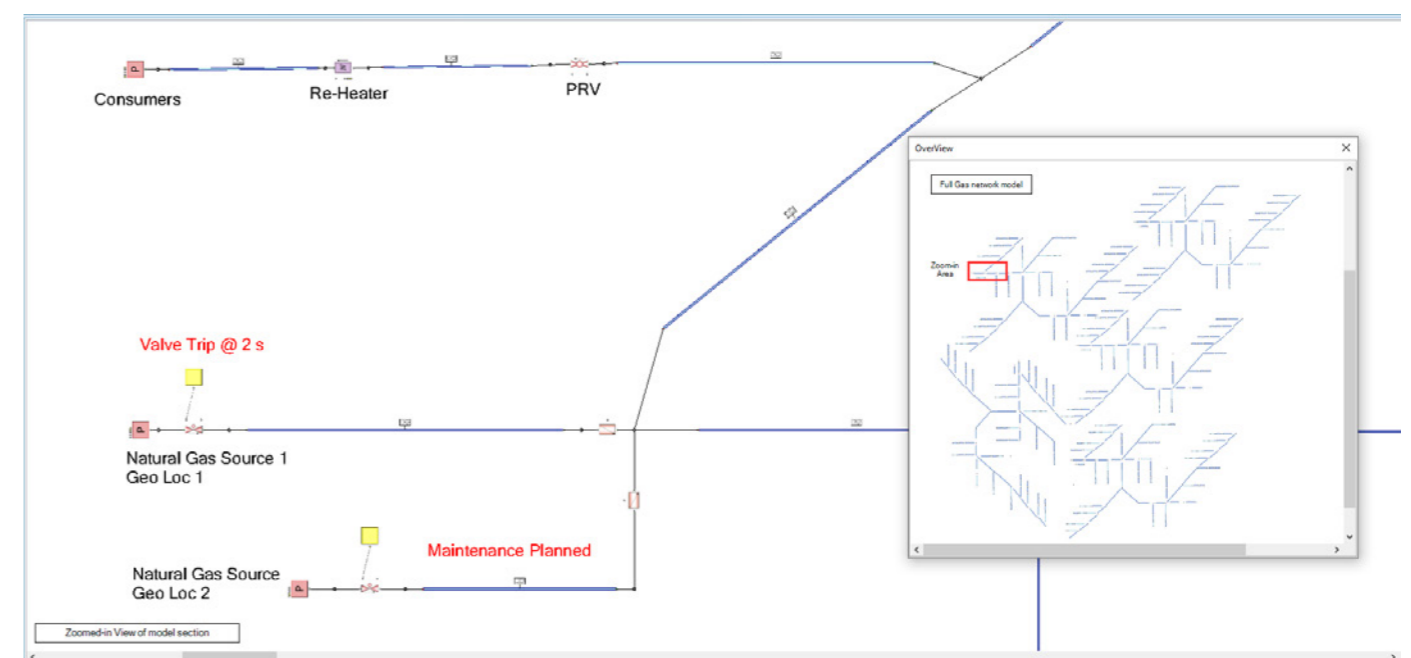 Consumers
Re-Heater
PRV
OverView
Full Gas network model
Zoom-in
Area
Valve Trip @ 2 s
P
Natural Gas Source 1
Geo Loc 1
Maintenance Planned
Natural Gas Source
Geo Loc 2
P
Zoomed-in View of model section